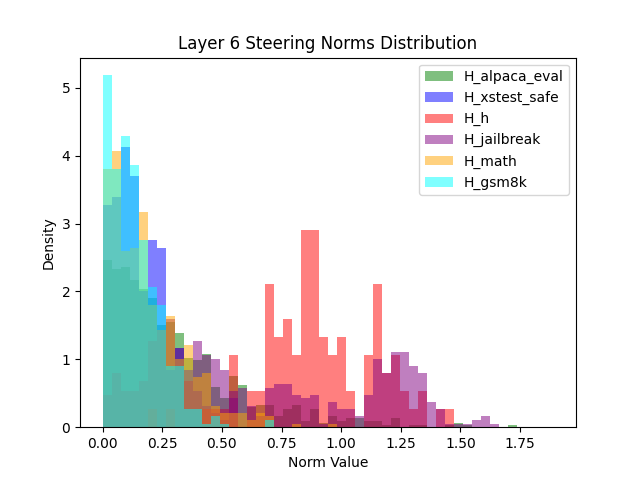 Layer 6 Steering Norms Distribution
H_alpaca_eval
H_xstest_safe
H_h
H_jailbreak
H_math
H_gsm8k
Density
5
4
3
2
1
0
0.00 0.25 0.50 0.75 1.00 1.25 1.50 1.75
Norm Value